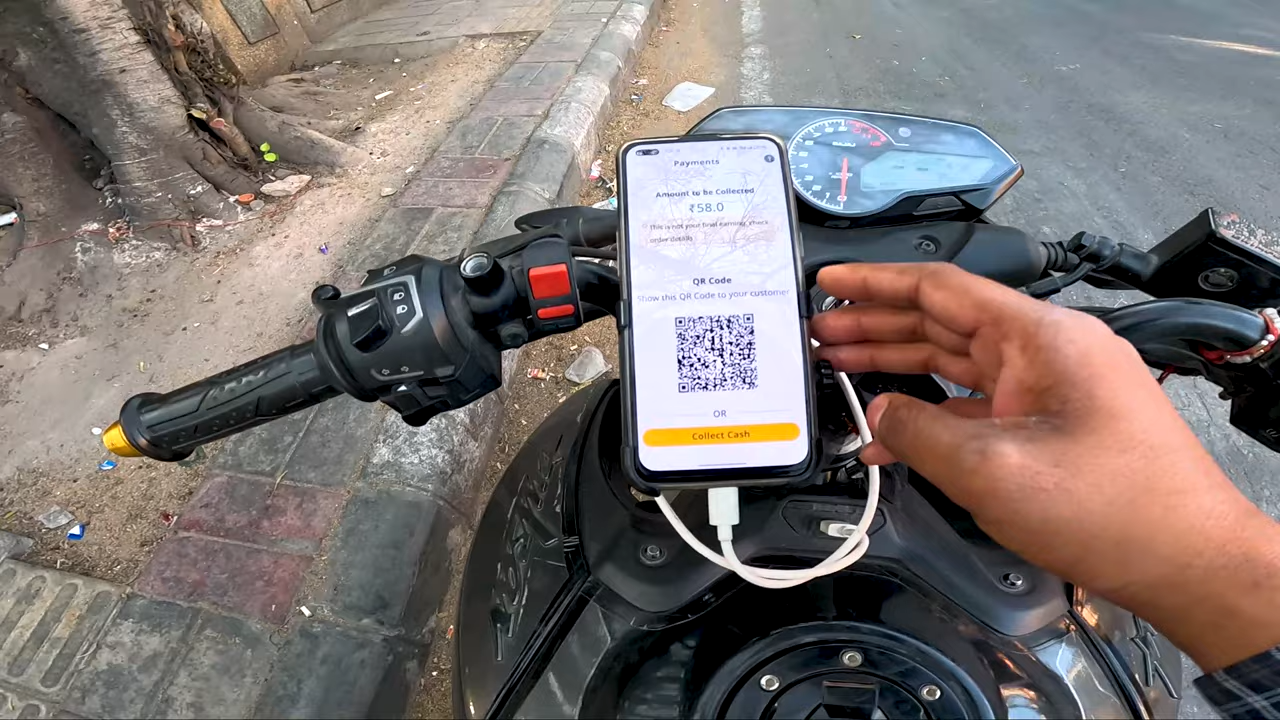 Payments
Amount to be Collected
₹58.0
This is not your final earning, check
order details
QR Code
Show this QR Code to your customer
OR
Collect Cash